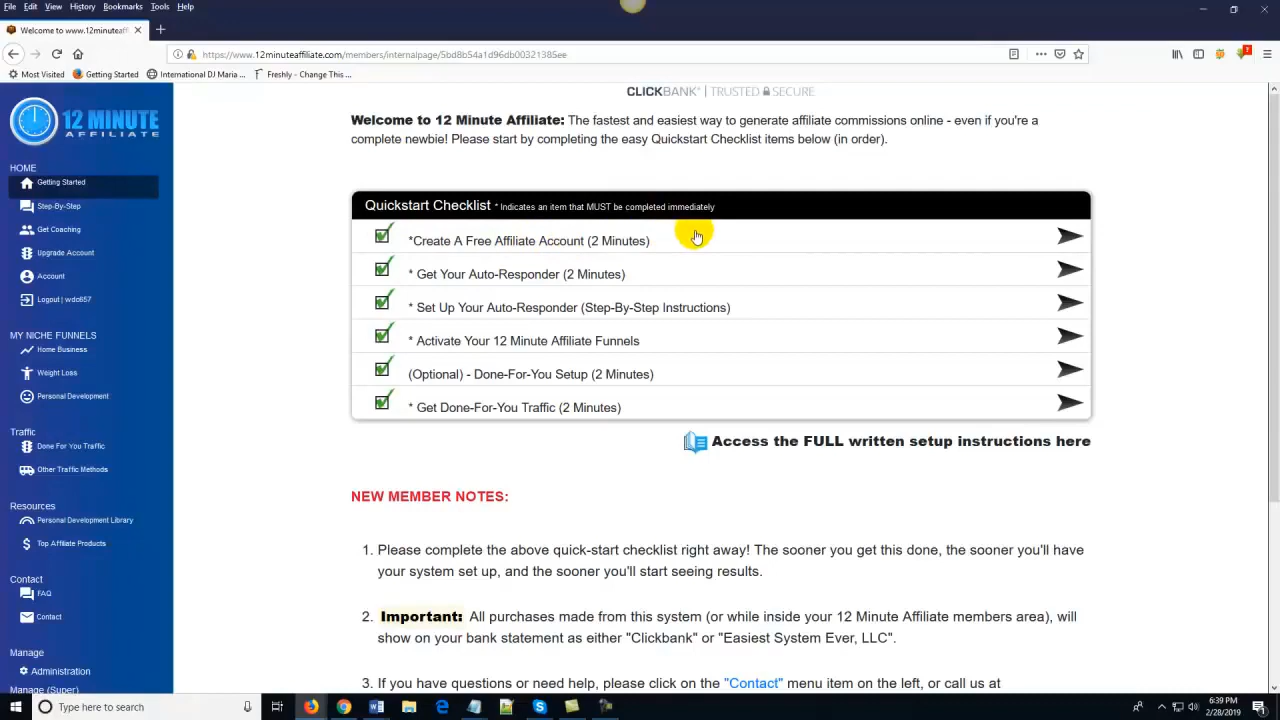 File Edit View History Bookmarks Tools Help
Welcome to www.12minuteaffi
https://www.12minuteaffiliate.com/members/internalpage/5bd8b54a1d96db00321385ee
Most Visited Getting Started International DJ Maria ... Freshly - Change This ...
7
12 MINUTE
AFFILIATE
HOME
Getting Started
Step-By-Step
Get Coaching
Upgrade Account
Account
Logout | wdc657
MY NICHE FUNNELS
Home Business
Weight Loss
Personal Development
Traffic
Done For You Traffic
Other Traffic Methods
Resources
Personal Development Library
Top Affiliate Products
Contact
FAQ
Contact
Manage
Administration
Manage (Super)
CLICKBANK | TRUSTED SECURE
Welcome to 12 Minute Affiliate: The fastest and easiest way to generate affiliate commissions online - even if you're a
complete newbie! Please start by completing the easy Quickstart Checklist items below (in order).
Quickstart Checklist * Indicates an item that MUST be completed immediately
*Create A Free Affiliate Account (2 Minutes)
* Get Your Auto-Responder (2 Minutes)
* Set Up Your Auto-Responder (Step-By-Step Instructions)
* Activate Your 12 Minute Affiliate Funnels
(Optional) - Done-For-You Setup (2 Minutes)
* Get Done-For-You Traffic (2 Minutes)
Access the FULL written setup instructions here
NEW MEMBER NOTES:
1. Please complete the above quick-start checklist right away! The sooner you get this done, the sooner you'll have
your system set up, and the sooner you'll start seeing results.
2. Important: All purchases made from this system (or while inside your 12 Minute Affiliate members area), will
show on your bank statement as either "Clickbank" or "Easiest System Ever, LLC".
3. If you have questions or need help, please click on the "Contact" menu item on the left, or call us at
Type here to search
6:39 PM
2/28/2019